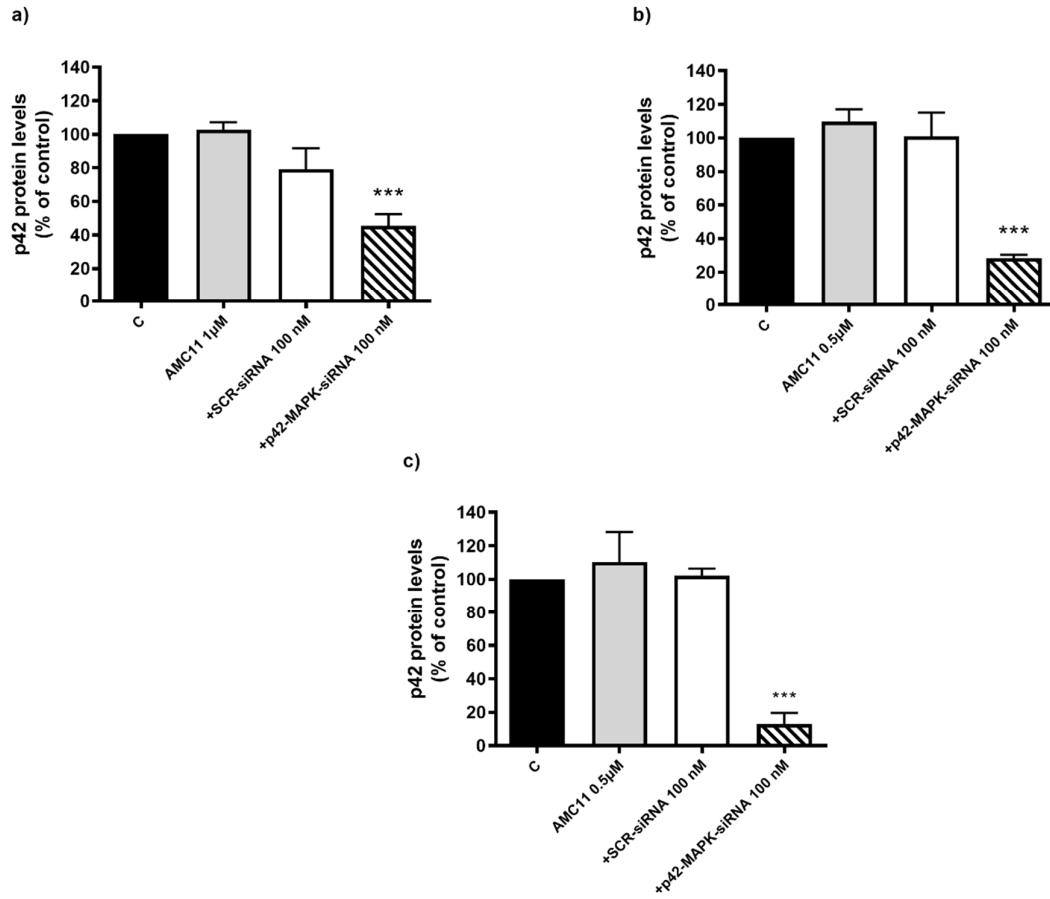 a)
p42 protein levels
(% of control)
140
120
100
80
60
40
20
0
***
C
AMC11 1µM
+SCR-siRNA 100 nM
+p42-MAPK-siRNA 100 nM
b)
p42 protein levels
(% of control)
140
120
100
80
60
40
20
0
***
C
AMC11 0.5µM
+SCR-siRNA 100 nM
+p42-MAPK-siRNA 100 nM
c)
p42 protein levels
(% of control)
140
120
100
80
60
40
20
0
***
C
AMC11 0.5µM
+SCR-siRNA 100 nM
+p42-MAPK-siRNA 100 nM